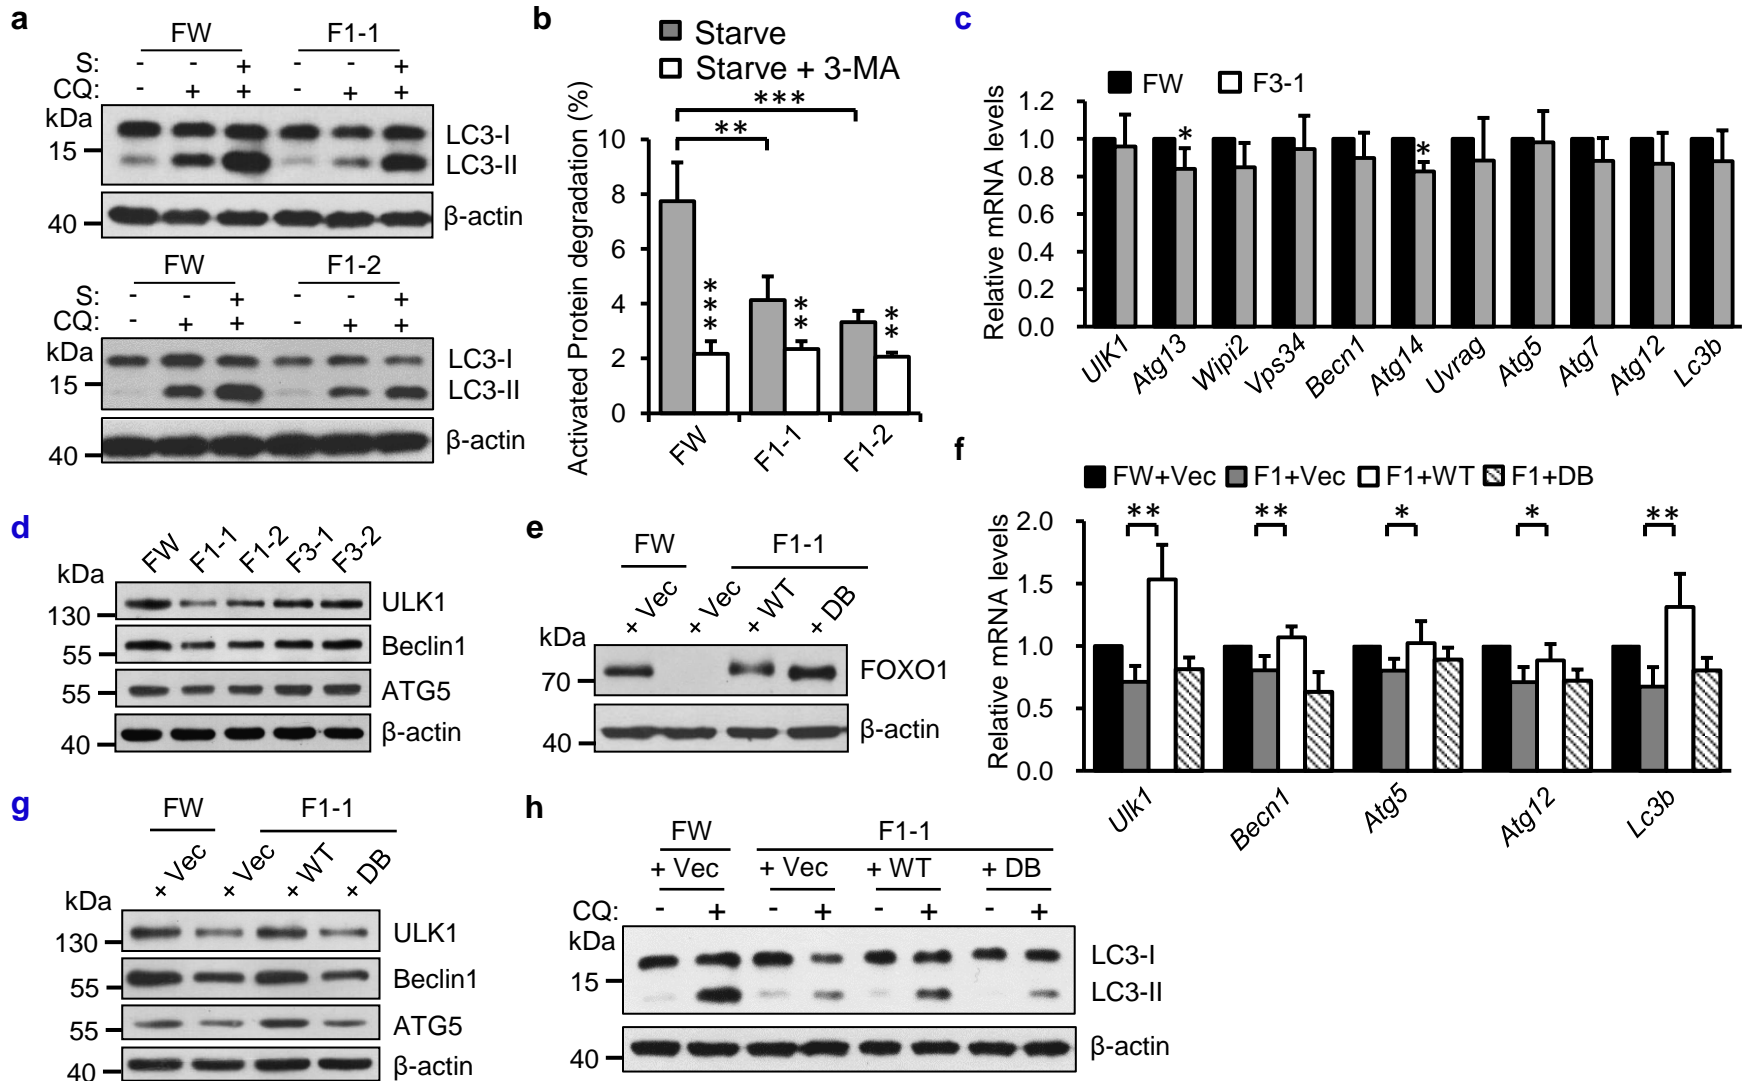 a
FW F1-1
S: - - + - - +
CQ: - + + - + +
kDa
15
LC3-I
LC3-II
40
β-actin
FW F1-2
S: - - + - - +
CQ: - + + - + +
kDa
15
LC3-I
LC3-II
40
β-actin
b
Starve
Starve + 3-MA
Activated Protein degradation (%)
10
8
6
4
2
0
***
**
***
**
**
FW F1-1 F1-2
c
FW F3-1
Relative mRNA levels
1.2
1.0
0.8
0.6
0.4
0.2
0.0
* *
Ulk1 Atg13 Wipi2 Vps34 Becn1 Atg14 Uvrag Atg5 Atg7 Atg12 Lc3b
d
FW F1-1 F1-2 F3-1 F3-2
kDa
130
ULK1
55
Beclin1
55
ATG5
40
β-actin
e
FW F1-1
+ Vec + Vec + WT + DB
kDa
70
FOXO1
40
β-actin
f
FW+Vec F1+Vec F1+WT F1+DB
Relative mRNA levels
2.0
1.5
1.0
0.5
0.0
** ** * * **
Ulk1 Becn1 Atg5 Atg12 Lc3b
g
FW F1-1
+ Vec + Vec + WT + DB
kDa
130
ULK1
55
Beclin1
55
ATG5
40
β-actin
h
FW F1-1
+ Vec + Vec + WT + DB
CQ: - + - + - + - +
kDa
15
LC3-I
LC3-II
40
β-actin